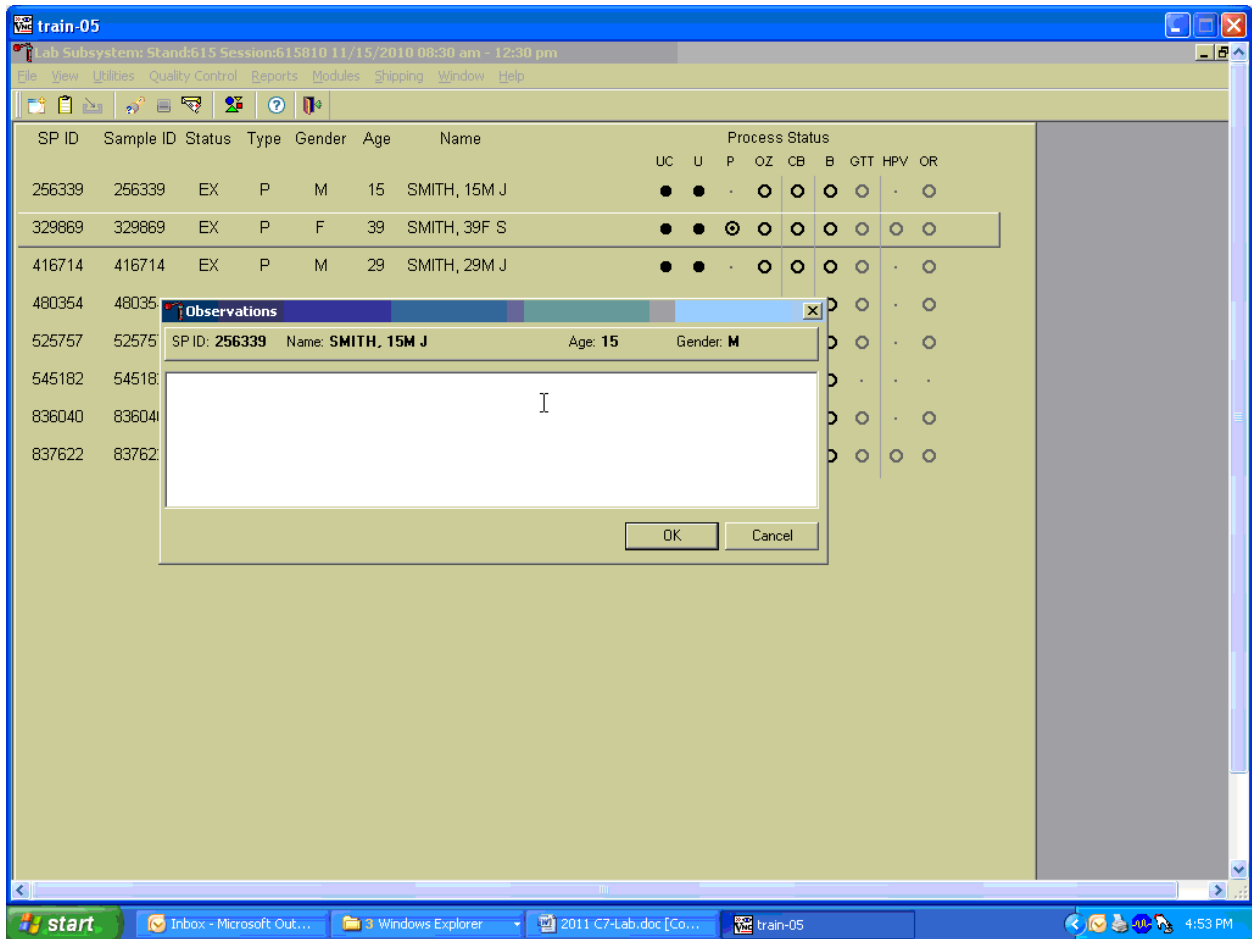 train-05
Lab Subsystem: Stand:615 Session:615810 11/15/2010 08:30 am - 12:30 pm
File View Utilities Quality Control Reports Modules Shipping Window Help
SP ID Sample ID Status Type Gender Age Name Process Status
UC U P OZ CB B GTT HPV OR
256339 256339 EX P M 15 SMITH, 15M J
329869 329869 EX P F 39 SMITH, 39F S
416714 416714 EX P M 29 SMITH, 29M J
480354 48035
Observations
525757 52575
SP ID: 256339 Name: SMITH, 15M J Age: 15 Gender: M
545182 54518
836040 83604
837622 83762
OK Cancel
start Inbox - Microsoft Out... 3 Windows Explorer 2011 C7-Lab.doc [Co... train-05 4:53 PM